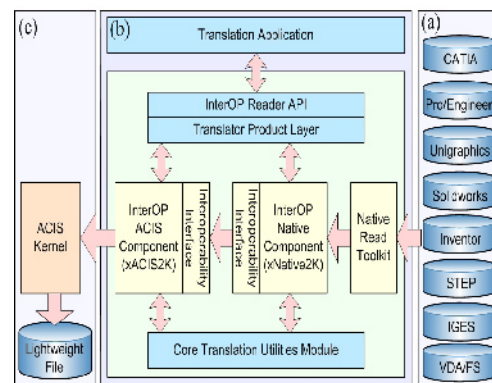 (c)
(b)
(a)
Translation Application
InterOP Reader API
Translator Product Layer
ACIS
Kernel
Lightweight
File
InterOP
ACIS
Component
(xACIS2K)
Interoperability
Interface
Interoperability
Interface
InterOP
Native
Component
(xNative2K)
Native
Read
Toolkit
Core Translation Utilities Module
CATIA
Pro/Engineer
Unigraphics
Solidworks
Inventor
STEP
IGES
VDA/FS